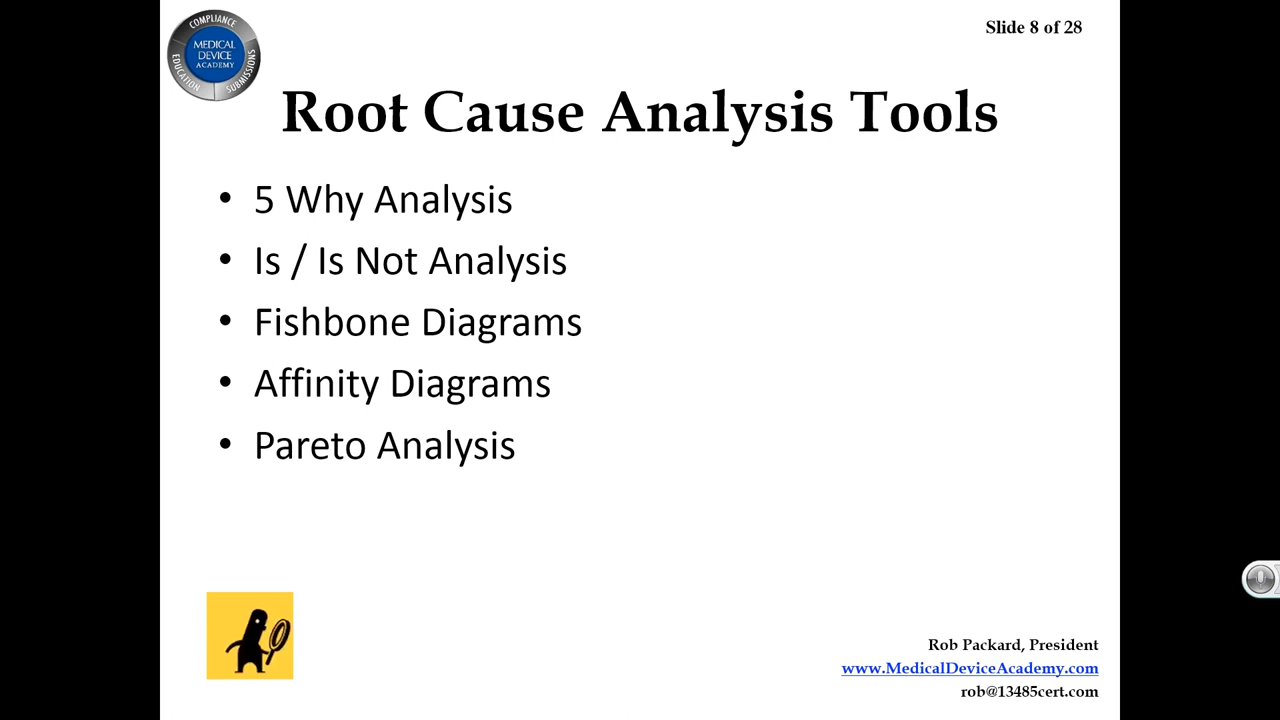 COMPLIANCE
MEDICAL
DEVICE
ACADEMY
EDUCATION
SUBMISSIONS
Slide 8 of 28
Root Cause Analysis Tools
• 5 Why Analysis
• Is / Is Not Analysis
• Fishbone Diagrams
• Affinity Diagrams
• Pareto Analysis
Rob Packard, President
www.MedicalDeviceAcademy.com
rob@13485cert.com